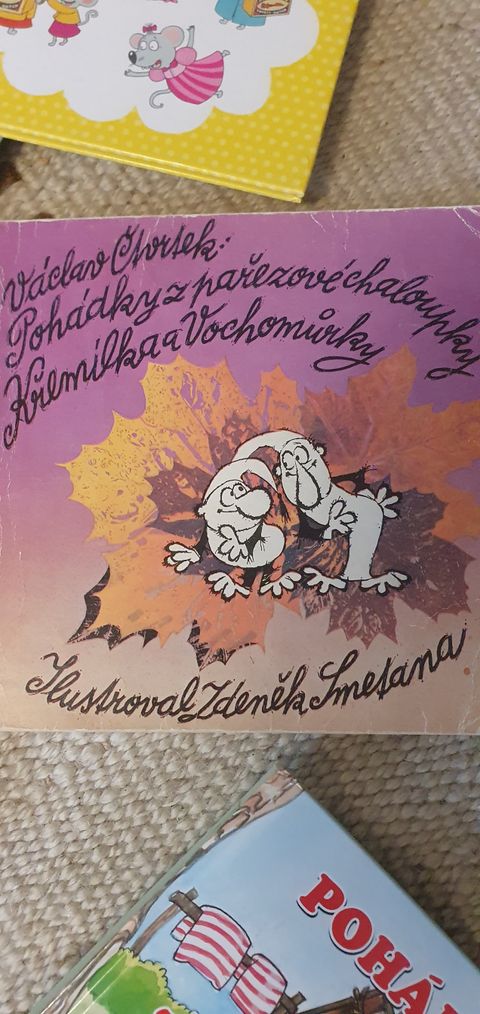 Václav Čtvrtek:
Pohádky z pařezové chaloupky
Křemílka a Vochomůrky
Ilustroval Zdeněk Smetana
POHÁ